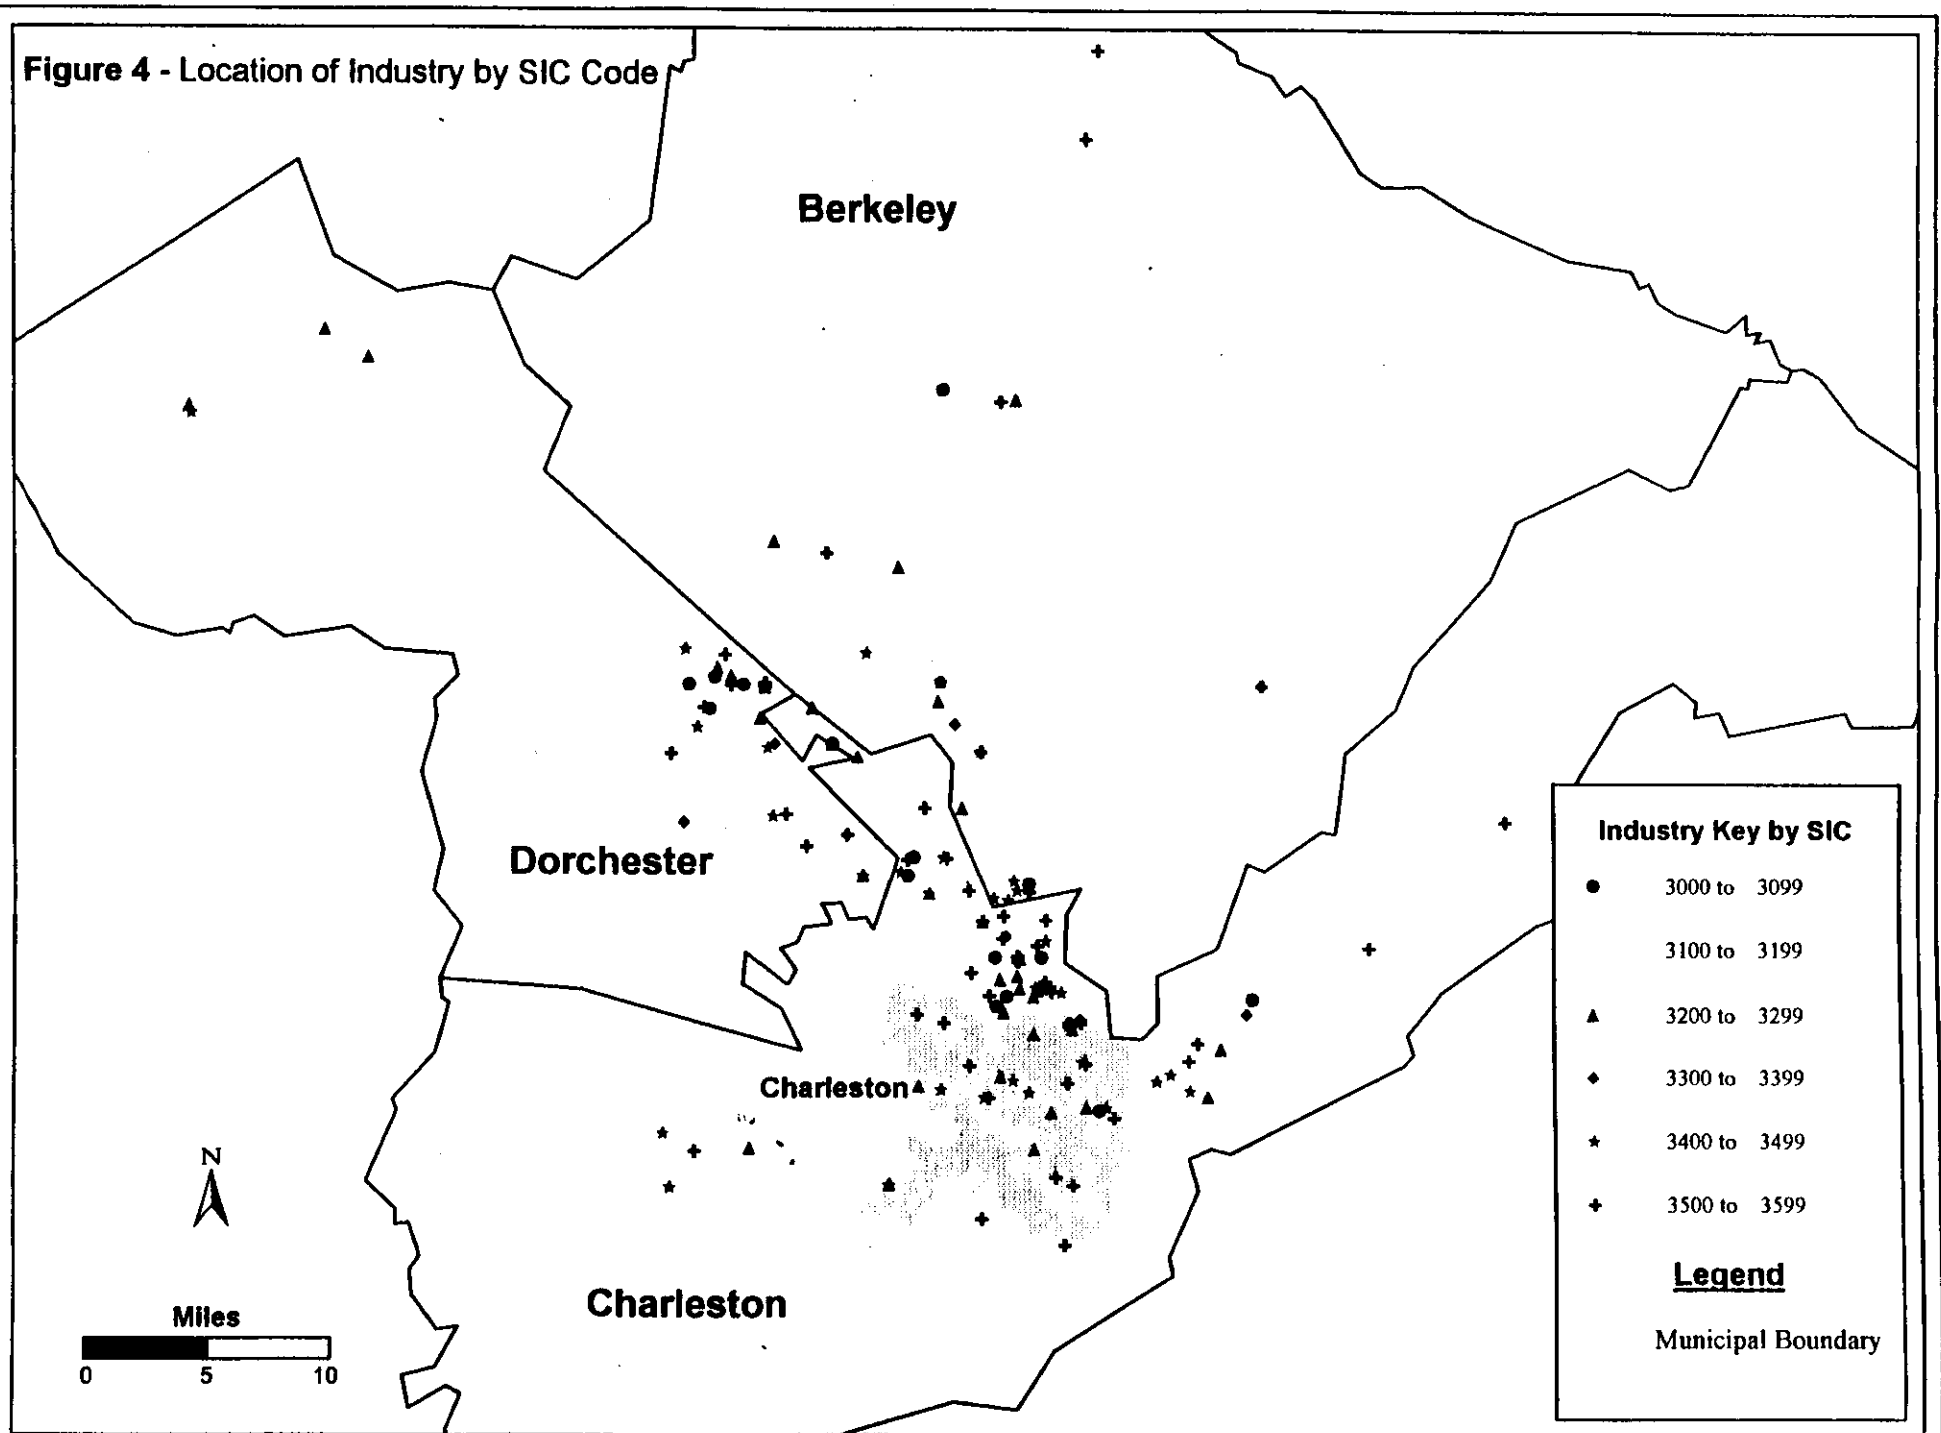 Figure 4 - Location of Industry by SIC Code
Berkeley
Dorchester
Charleston
Charleston
N
Miles
0 5 10
Industry Key by SIC
3000 to 3099
3100 to 3199
3200 to 3299
3300 to 3399
3400 to 3499
3500 to 3599
Legend
Municipal Boundary